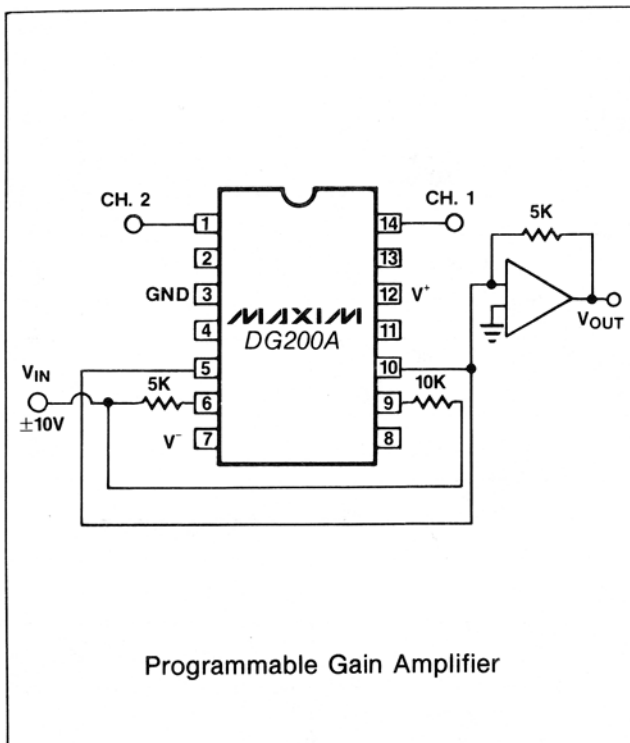 CH. 2
CH. 1
1
14
5K
2
13
GND
3
12
V+
MAXIM
DG200A
4
11
VOUT
VIN
5
10
5K
10K
±10V
6
9
V−
7
8
Programmable Gain Amplifier